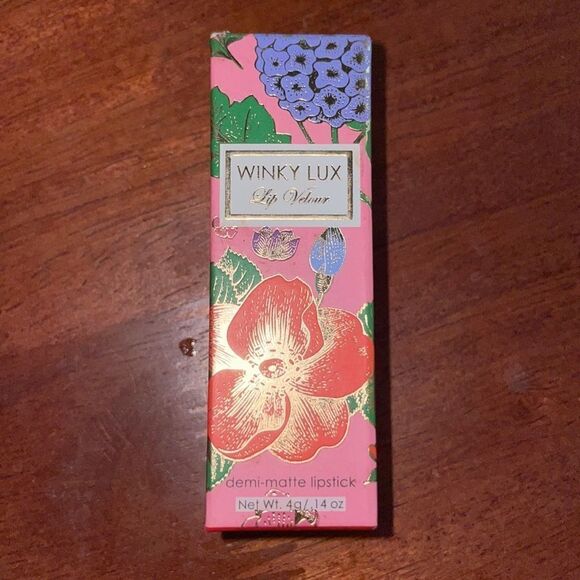 WINKY LUX
Lip Velour
demi-matte lipstick
Net Wt. 4g/.14 oz